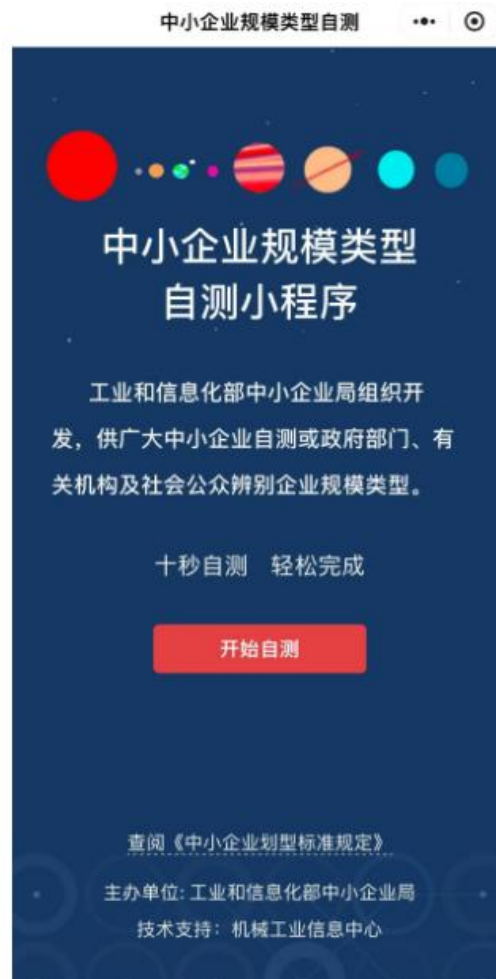 中小企业规模类型自测
中小企业规模类型
自测小程序
工业和信息化部中小企业局组织开
发，供广大中小企业自测或政府部门、有
关机构及社会公众辨别企业规模类型。
十秒自测 轻松完成
开始自测
查阅《中小企业划型标准规定》
主办单位: 工业和信息化部中小企业局
技术支持：机械工业信息中心